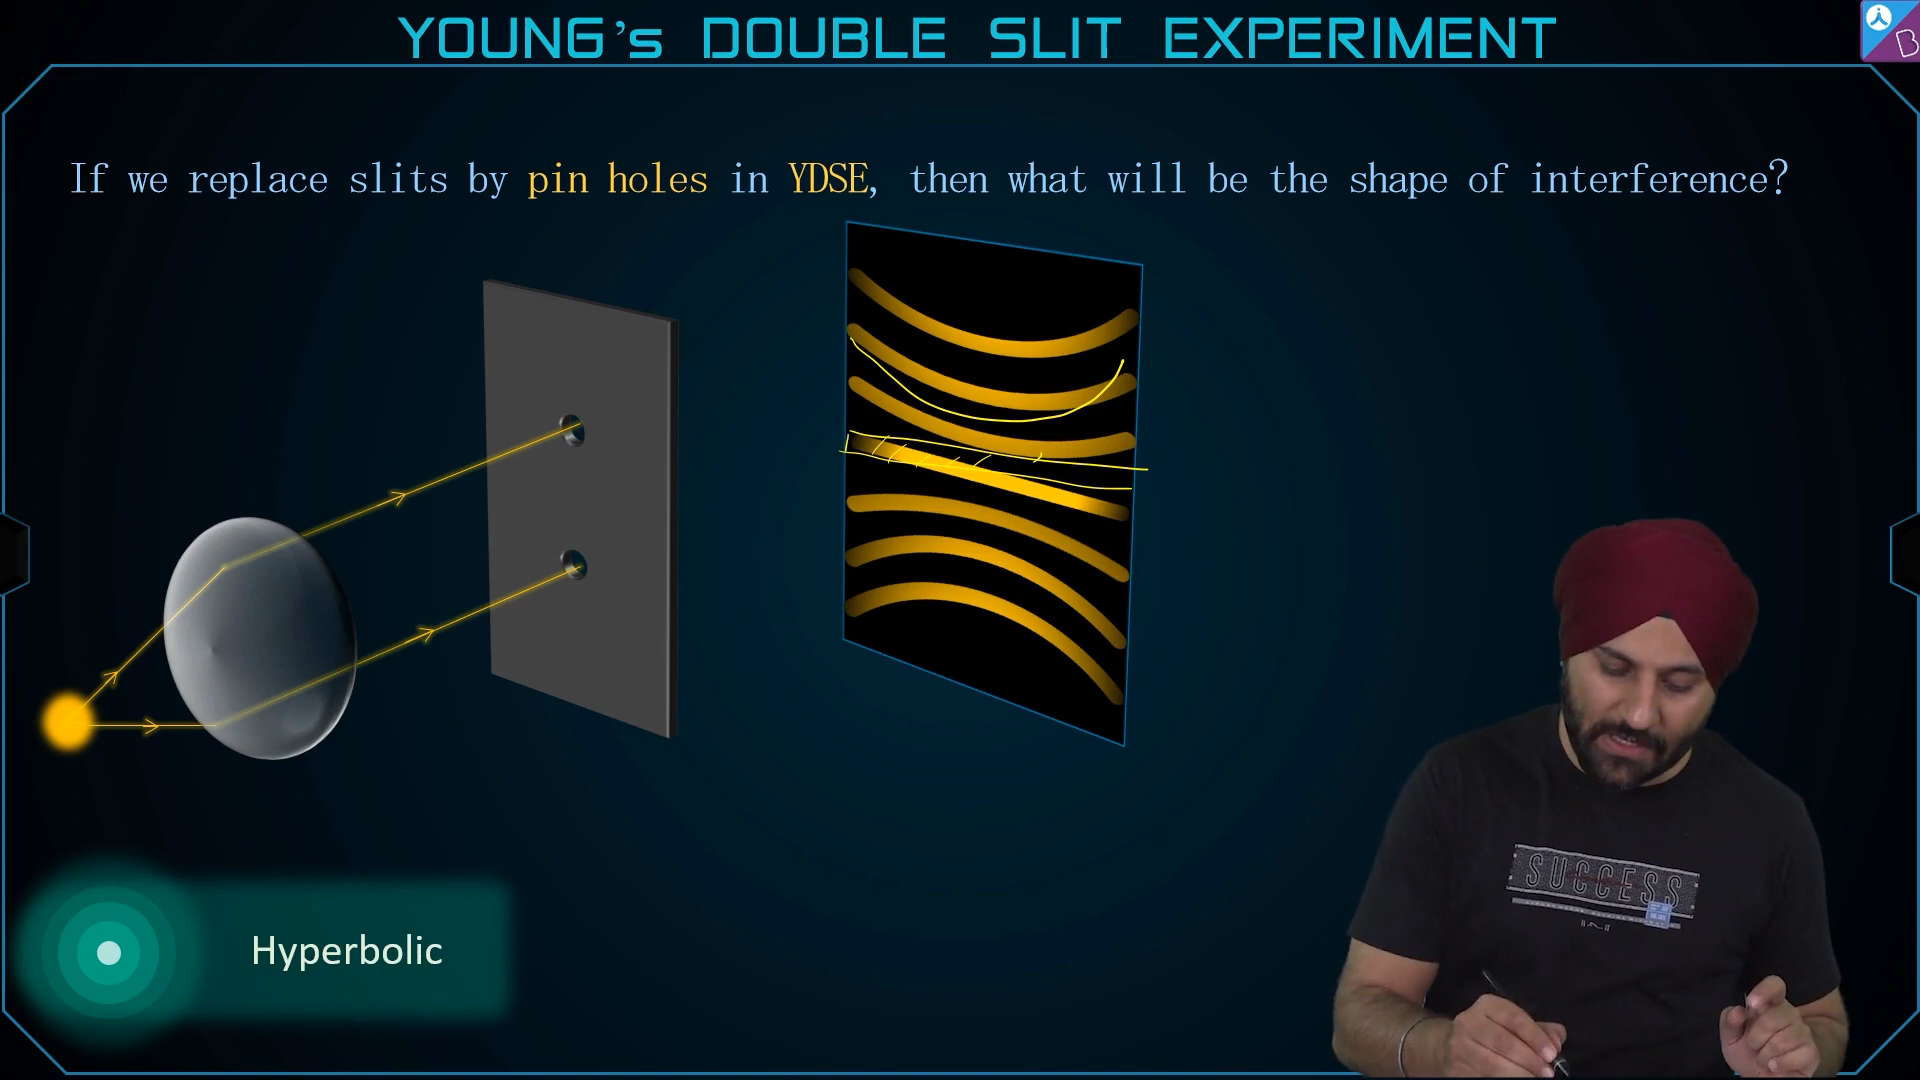 YOUNG’s DOUBLE SLIT EXPERIMENT
B
If we replace slits by pin holes in YDSE, then what will be the shape of interference?
SUCCESS
Hyperbolic